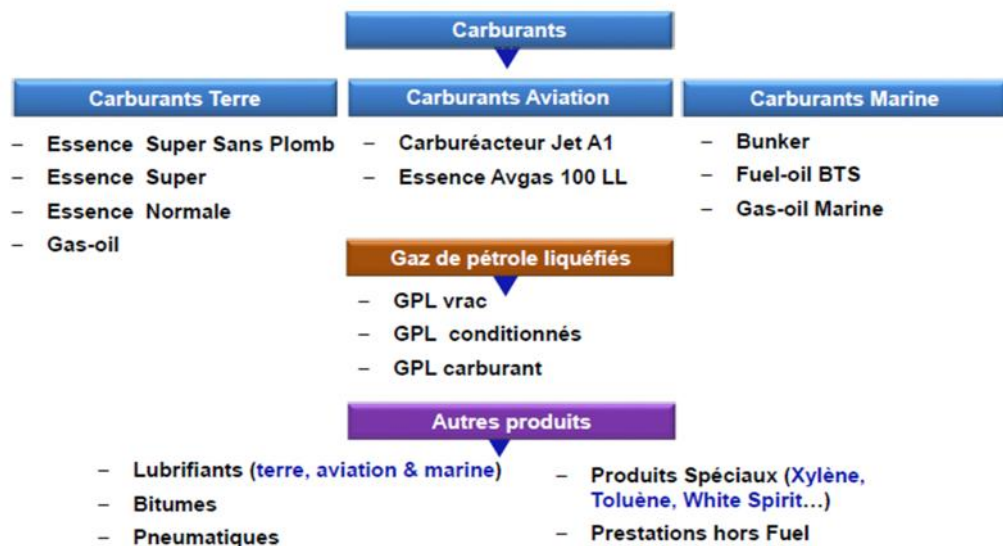 Carburants
Carburants Terre
– Essence Super Sans Plomb
– Essence Super
– Essence Normale
– Gas-oil
Carburants Aviation
– Carburéacteur Jet A1
– Essence Avgas 100 LL
Carburants Marine
– Bunker
– Fuel-oil BTS
– Gas-oil Marine
Gaz de pétrole liquéfiés
– GPL vrac
– GPL conditionnés
– GPL carburant
Autres produits
– Lubrifiants (terre, aviation & marine)
– Bitumes
– Pneumatiques
– Produits Spéciaux (Xylène,
Toluène, White Spirit…)
– Prestations hors Fuel